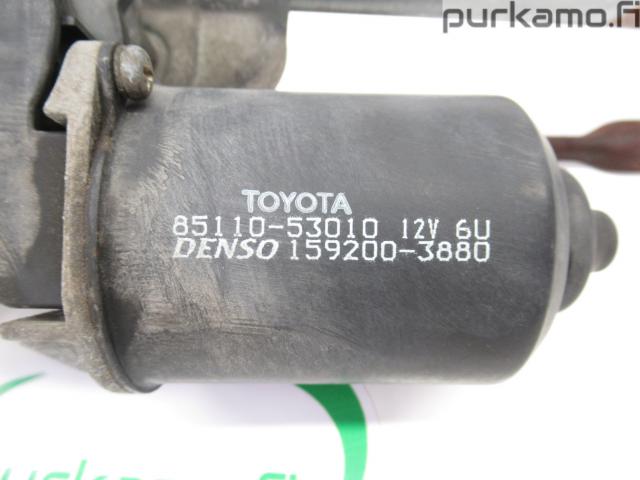 purkamo.fi
TOYOTA
85110-53010 12V 6U
DENSO 159200-3880